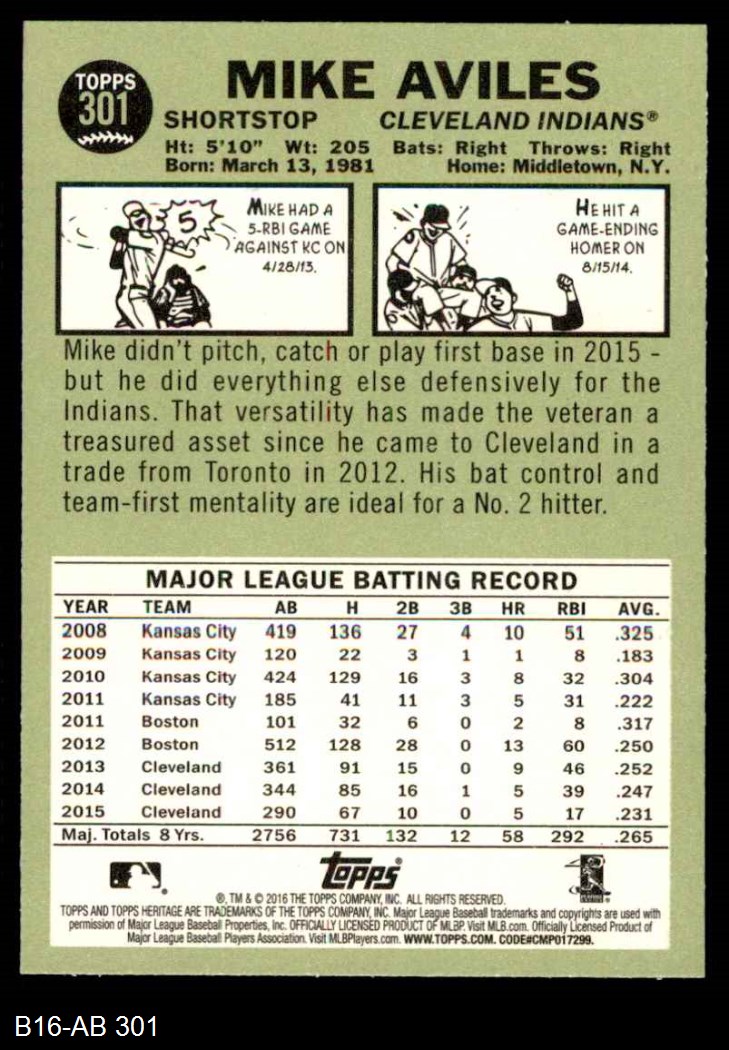 TOPPS
301
MIKE AVILES
SHORTSTOP CLEVELAND INDIANS®
Ht: 5'10" Wt: 205 Bats: Right Throws: Right
Born: March 13, 1981 Home: Middletown, N.Y.
5
MIKE HAD A
5-RBI GAME
AGAINST KC ON
4/28/13.
HE HIT A
GAME-ENDING
HOMER ON
8/15/14.
Mike didn't pitch, catch or play first base in 2015 -
but he did everything else defensively for the
Indians. That versatility has made the veteran a
treasured asset since he came to Cleveland in a
trade from Toronto in 2012. His bat control and
team-first mentality are ideal for a No. 2 hitter.
MAJOR LEAGUE BATTING RECORD
YEAR TEAM AB H 2B 3B HR RBI AVG.
2008 Kansas City 419 136 27 4 10 51 .325
2009 Kansas City 120 22 3 1 1 8 .183
2010 Kansas City 424 129 16 3 8 32 .304
2011 Kansas City 185 41 11 3 5 31 .222
2011 Boston 101 32 6 0 2 8 .317
2012 Boston 512 128 28 0 13 60 .250
2013 Cleveland 361 91 15 0 9 46 .252
2014 Cleveland 344 85 16 1 5 39 .247
2015 Cleveland 290 67 10 0 5 17 .231
Maj. Totals 8 Yrs. 2756 731 132 12 58 292 .265
topps
®, TM & © 2016 THE TOPPS COMPANY, INC. ALL RIGHTS RESERVED.
TOPPS AND TOPPS HERITAGE ARE TRADEMARKS OF THE TOPPS COMPANY, INC. Major League Baseball trademarks and copyrights are used with
permission of Major League Baseball Properties, Inc. OFFICIALLY LICENSED PRODUCT OF MLBP. Visit MLB.com. Officially Licensed Product of
Major League Baseball Players Association. Visit MLBPlayers.com. WWW.TOPPS.COM. CODE#CMP017299.
B16-AB 301